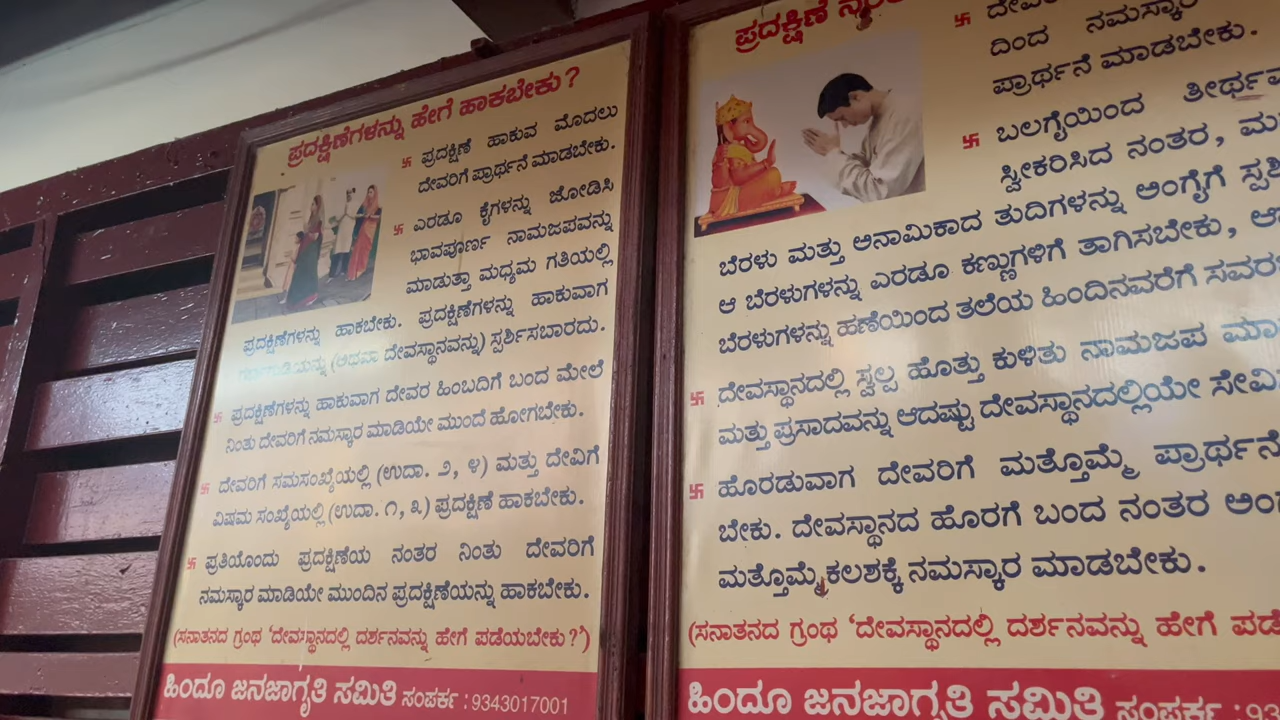 ಪ್ರದಕ್ಷಿಣೆಗಳನ್ನು ಹೇಗೆ ಹಾಕಬೇಕು?
ಪ್ರದಕ್ಷಿಣೆ ಹಾಕುವ ಮೊದಲು
ದೇವರಿಗೆ ಪ್ರಾರ್ಥನೆ ಮಾಡಬೇಕು.
ಎರಡೂ ಕೈಗಳನ್ನು ಜೋಡಿಸಿ
ಭಾವಪೂರ್ಣ ನಾಮಜಪವನ್ನು
ಮಾಡುತ್ತಾ ಮಧ್ಯಮ ಗತಿಯಲ್ಲಿ
ಪ್ರದಕ್ಷಿಣೆಗಳನ್ನು ಹಾಕಬೇಕು. ಪ್ರದಕ್ಷಿಣೆಗಳನ್ನು ಹಾಕುವಾಗ
(ಅಥವಾ ದೇವಸ್ಥಾನವನ್ನು) ಸ್ಪರ್ಶಿಸಬಾರದು.
ಪ್ರದಕ್ಷಿಣೆಗಳನ್ನು ಹಾಕುವಾಗ ದೇವರ ಹಿಂಬದಿಗೆ ಬಂದ ಮೇಲೆ
ನಿಂತು ದೇವರಿಗೆ ನಮಸ್ಕಾರ ಮಾಡಿಯೇ ಮುಂದೆ ಹೋಗಬೇಕು.
ದೇವರಿಗೆ ಸಮಸಂಖ್ಯೆಯಲ್ಲಿ (ಉದಾ. ೨, ೪) ಮತ್ತು ದೇವಿಗೆ
ವಿಷಮ ಸಂಖ್ಯೆಯಲ್ಲಿ (ಉದಾ. ೧, ೩) ಪ್ರದಕ್ಷಿಣೆ ಹಾಕಬೇಕು.
ಪ್ರತಿಯೊಂದು ಪ್ರದಕ್ಷಿಣೆಯ ನಂತರ ನಿಂತು ದೇವರಿಗೆ
ನಮಸ್ಕಾರ ಮಾಡಿಯೇ ಮುಂದಿನ ಪ್ರದಕ್ಷಿಣೆಯನ್ನು ಹಾಕಬೇಕು.
(ಸನಾತನದ ಗ್ರಂಥ 'ದೇವಸ್ಥಾನದಲ್ಲಿ ದರ್ಶನವನ್ನು ಹೇಗೆ ಪಡೆಯಬೇಕು?')
ಹಿಂದೂ ಜನಜಾಗೃತಿ ಸಮಿತಿ ಸಂಪರ್ಕ : 9343017001
ಪ್ರದಕ್ಷಿಣೆ
ದಿಂದ ನಮಸ್ಕಾರ
ಪ್ರಾರ್ಥನೆ ಮಾಡಬೇಕು.
ಬಲಗೈಯಿಂದ
ಸ್ವೀಕರಿಸಿದ ನಂತರ,
ಬೆರಳು ಮತ್ತು ಅನಾಮಿಕಾದ ತುದಿಗಳನ್ನು ಅಂಗೈಗೆ
ಆ ಬೆರಳುಗಳನ್ನು ಎರಡೂ ಕಣ್ಣುಗಳಿಗೆ ತಾಗಿಸಬೇಕು,
ಬೆರಳುಗಳನ್ನು ಹಣೆಯಿಂದ ತಲೆಯ ಹಿಂದಿನವರೆಗೆ
ದೇವಸ್ಥಾನದಲ್ಲಿ ಸ್ವಲ್ಪ ಹೊತ್ತು ಕುಳಿತು ನಾಮಜಪ
ಮತ್ತು ಪ್ರಸಾದವನ್ನು ಆದಷ್ಟು ದೇವಸ್ಥಾನದಲ್ಲಿಯೇ
ಹೊರಡುವಾಗ ದೇವರಿಗೆ ಮತ್ತೊಮ್ಮೆ ಪ್ರಾರ್ಥನೆ
ಬೇಕು. ದೇವಸ್ಥಾನದ ಹೊರಗೆ ಬಂದ ನಂತರ
ಮತ್ತೊಮ್ಮೆ ಕಲಶಕ್ಕೆ ನಮಸ್ಕಾರ ಮಾಡಬೇಕು.
(ಸನಾತನದ ಗ್ರಂಥ 'ದೇವಸ್ಥಾನದಲ್ಲಿ ದರ್ಶನವನ್ನು ಹೇಗೆ
ಹಿಂದೂ ಜನಜಾಗೃತಿ ಸಮಿತಿ ಸಂಪರ್ಕ : 93